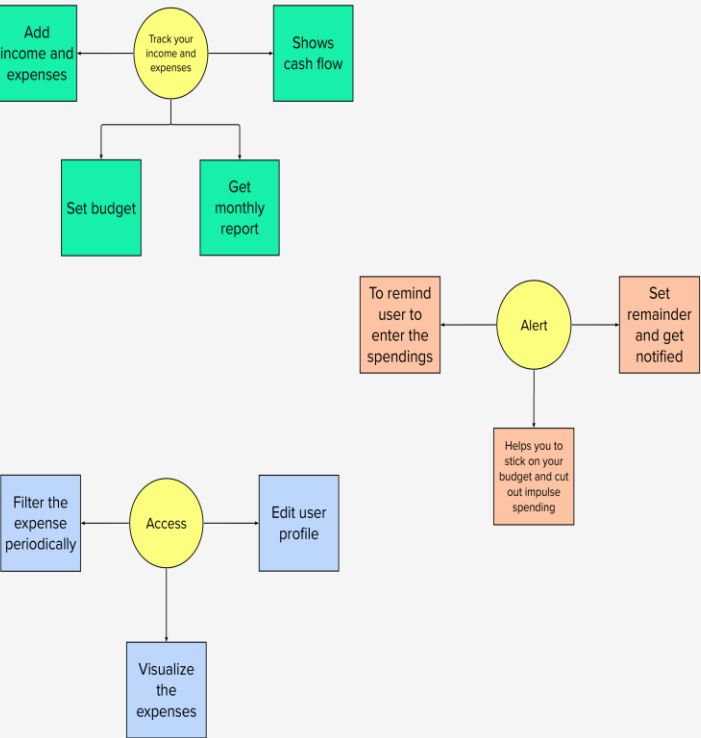 Add
income and
expenses
Track your
income and
expenses
Shows
cash flow
Set budget
Get
monthly
report
To remind
user to
enter the
spendings
Alert
Set
remainder
and get
notified
Helps you to
stick on your
budget and cut
out impulse
spending
Filter the
expense
periodically
Access
Edit user
profile
Visualize
the
expenses